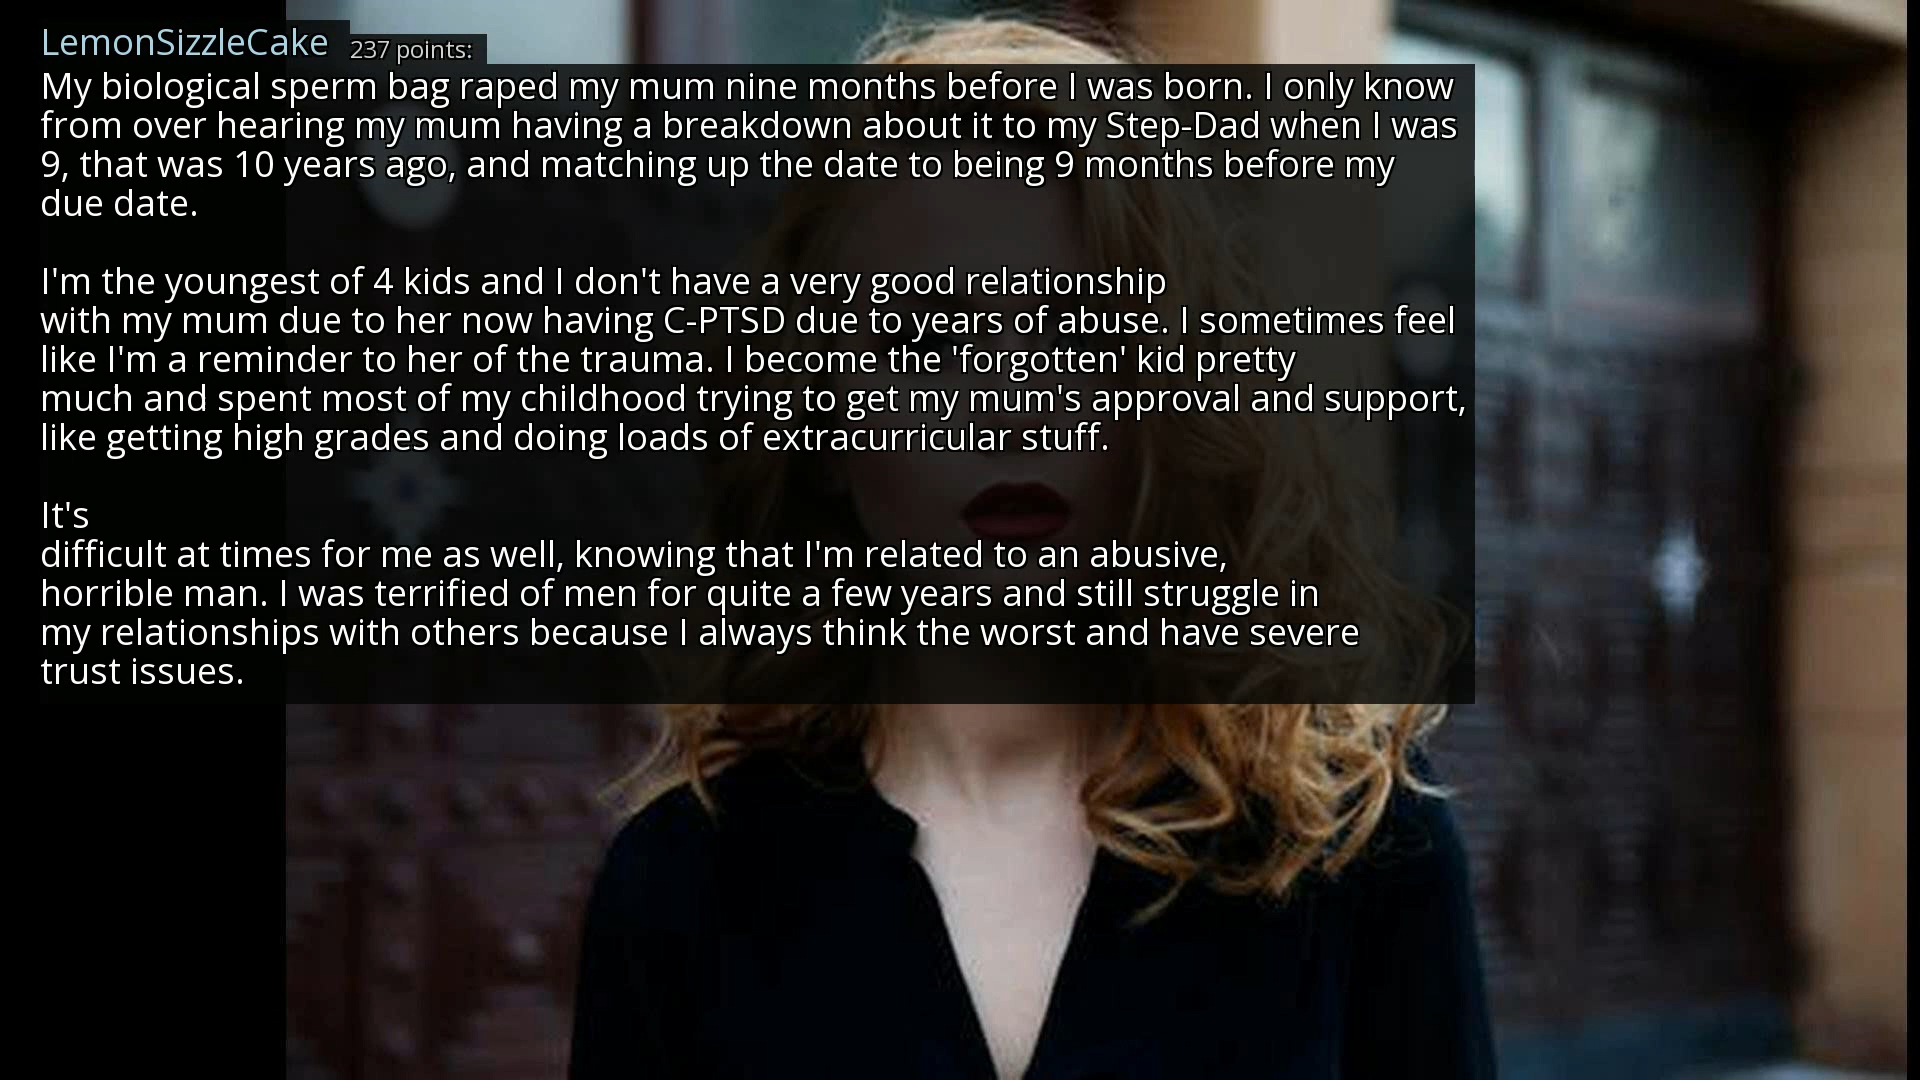 LemonSizzleCake 237 points:
My biological sperm bag raped my mum nine months before I was born. I only know
from over hearing my mum having a breakdown about it to my Step-Dad when I was
9, that was 10 years ago, and matching up the date to being 9 months before my
due date.
I'm the youngest of 4 kids and I don't have a very good relationship
with my mum due to her now having C-PTSD due to years of abuse. I sometimes feel
like I'm a reminder to her of the trauma. I become the 'forgotten' kid pretty
much and spent most of my childhood trying to get my mum's approval and support,
like getting high grades and doing loads of extracurricular stuff.
It's
difficult at times for me as well, knowing that I'm related to an abusive,
horrible man. I was terrified of men for quite a few years and still struggle in
my relationships with others because I always think the worst and have severe
trust issues.